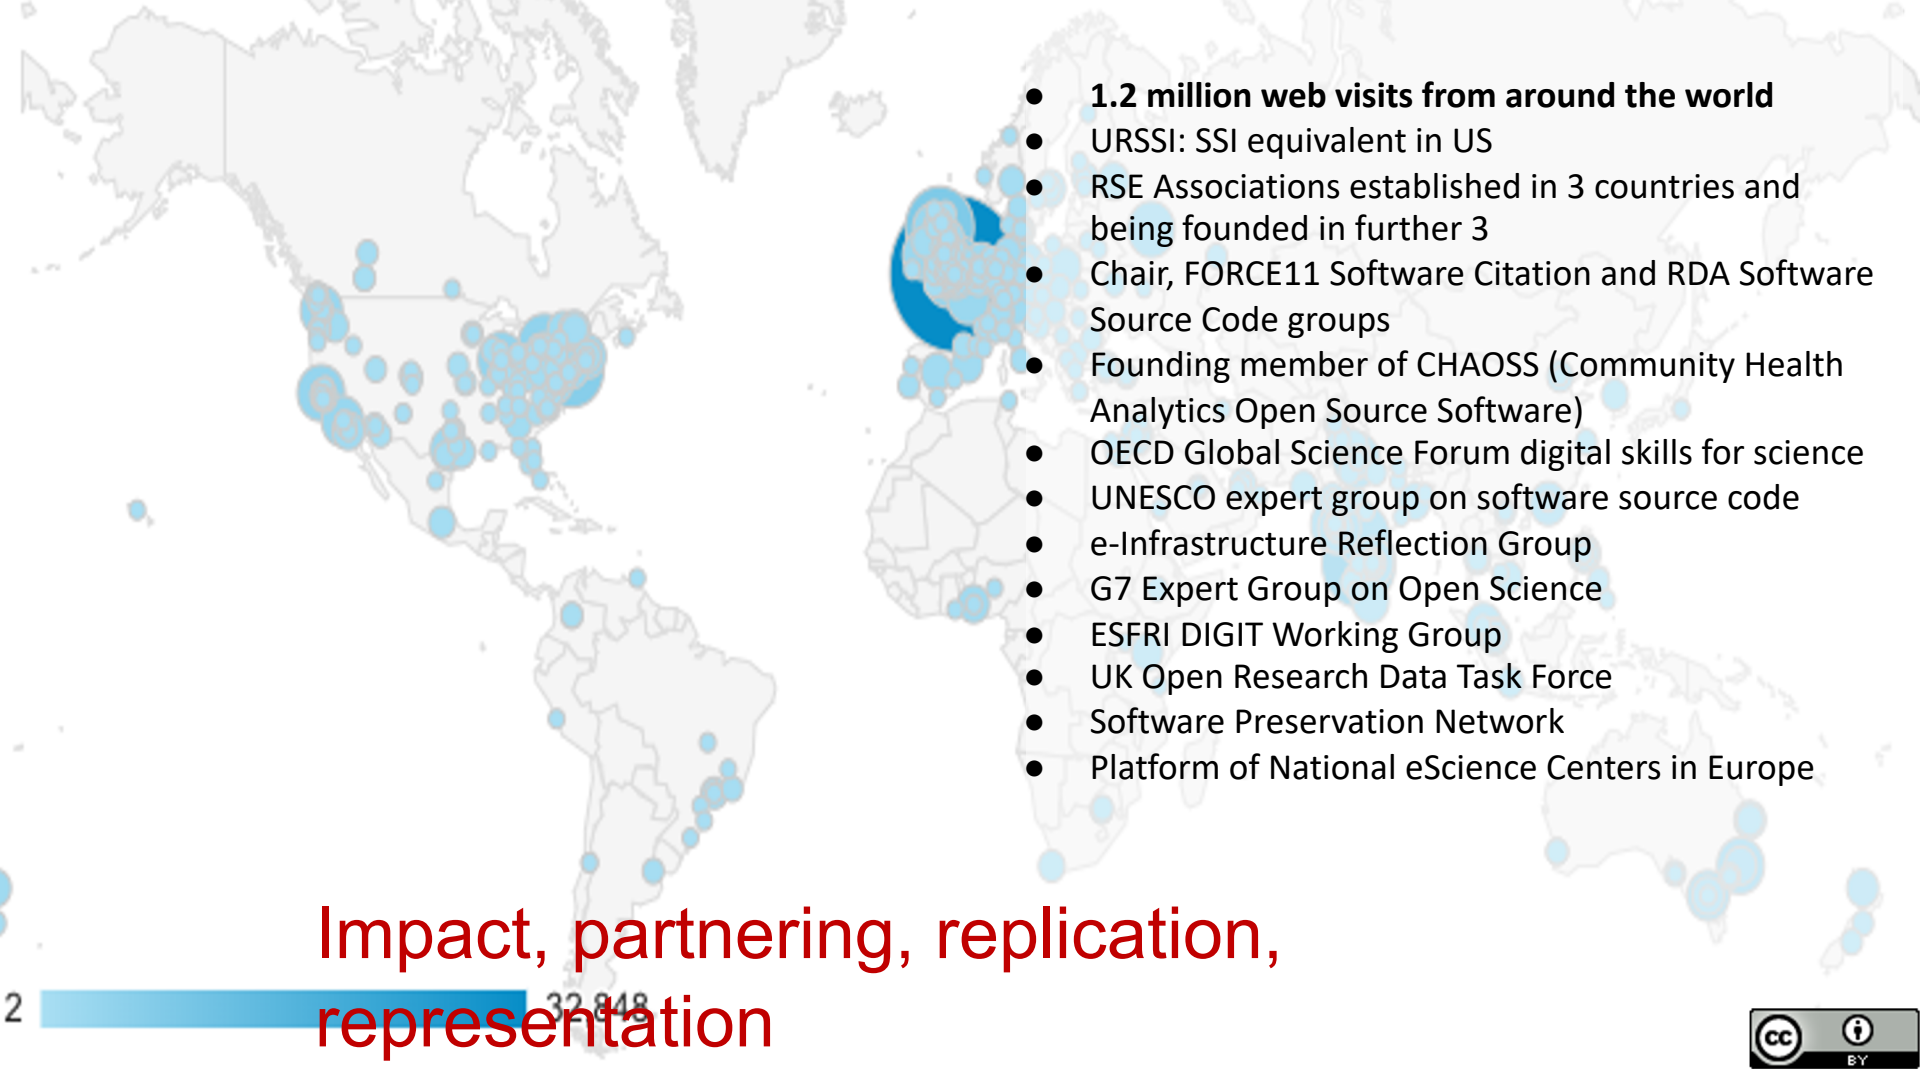 ● 1.2 million web visits from around the world
● URSSI: SSI equivalent in US
● RSE Associations established in 3 countries and
being founded in further 3
● Chair, FORCE11 Software Citation and RDA Software
Source Code groups
● Founding member of CHAOSS (Community Health
Analytics Open Source Software)
● OECD Global Science Forum digital skills for science
● UNESCO expert group on software source code
● e-Infrastructure Reflection Group
● G7 Expert Group on Open Science
● ESFRI DIGIT Working Group
● UK Open Research Data Task Force
● Software Preservation Network
● Platform of National eScience Centers in Europe
Impact, partnering, replication,
representation
2
32,848
cc
BY